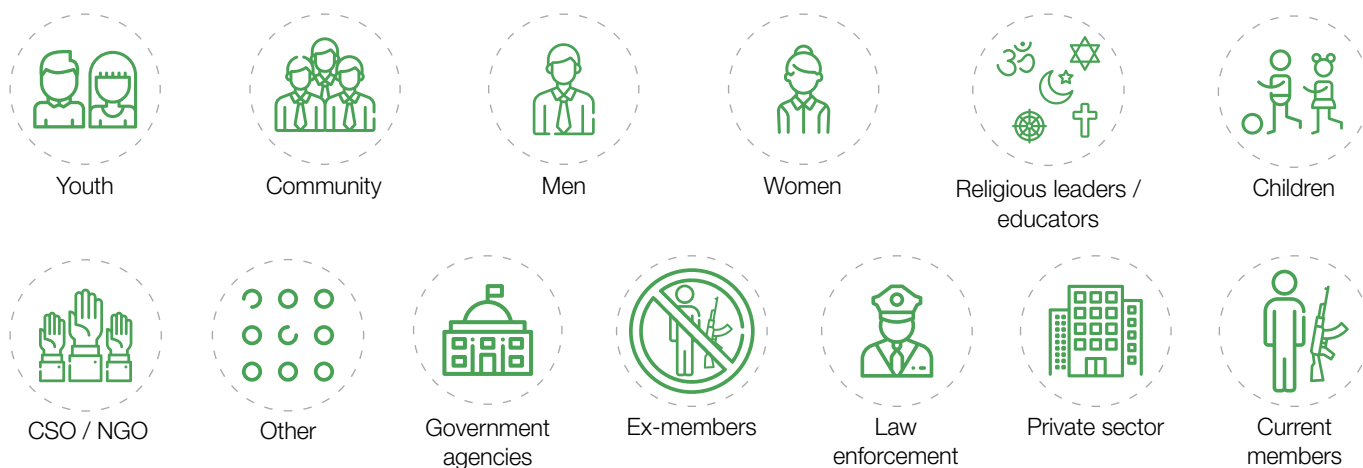 Youth
Community
Men
Women
Religious leaders /
educators
Children
CSO / NGO
Other
Government
agencies
Ex-members
Law
enforcement
Private sector
Current
members